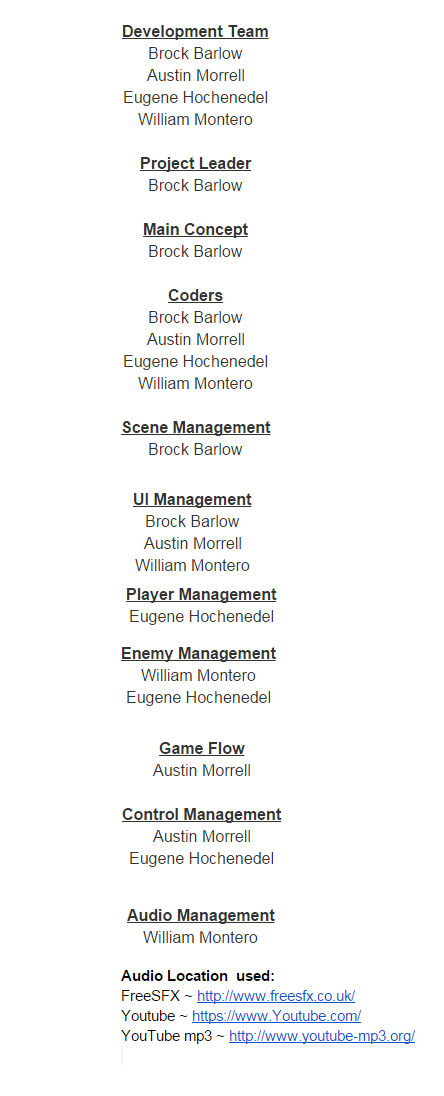 Development Team
Brock Barlow
Austin Morrell
Eugene Hochenedel
William Montero
Project Leader
Brock Barlow
Main Concept
Brock Barlow
Coders
Brock Barlow
Austin Morrell
Eugene Hochenedel
William Montero
Scene Management
Brock Barlow
UI Management
Brock Barlow
Austin Morrell
William Montero
Player Management
Eugene Hochenedel
Enemy Management
William Montero
Eugene Hochenedel
Game Flow
Austin Morrell
Control Management
Austin Morrell
Eugene Hochenedel
Audio Management
William Montero
Audio Location  used:
FreeSFX ~ http://www.freesfx.co.uk/
Youtube ~ https://www.Youtube.com/
YouTube mp3 ~ http://www.youtube-mp3.org/